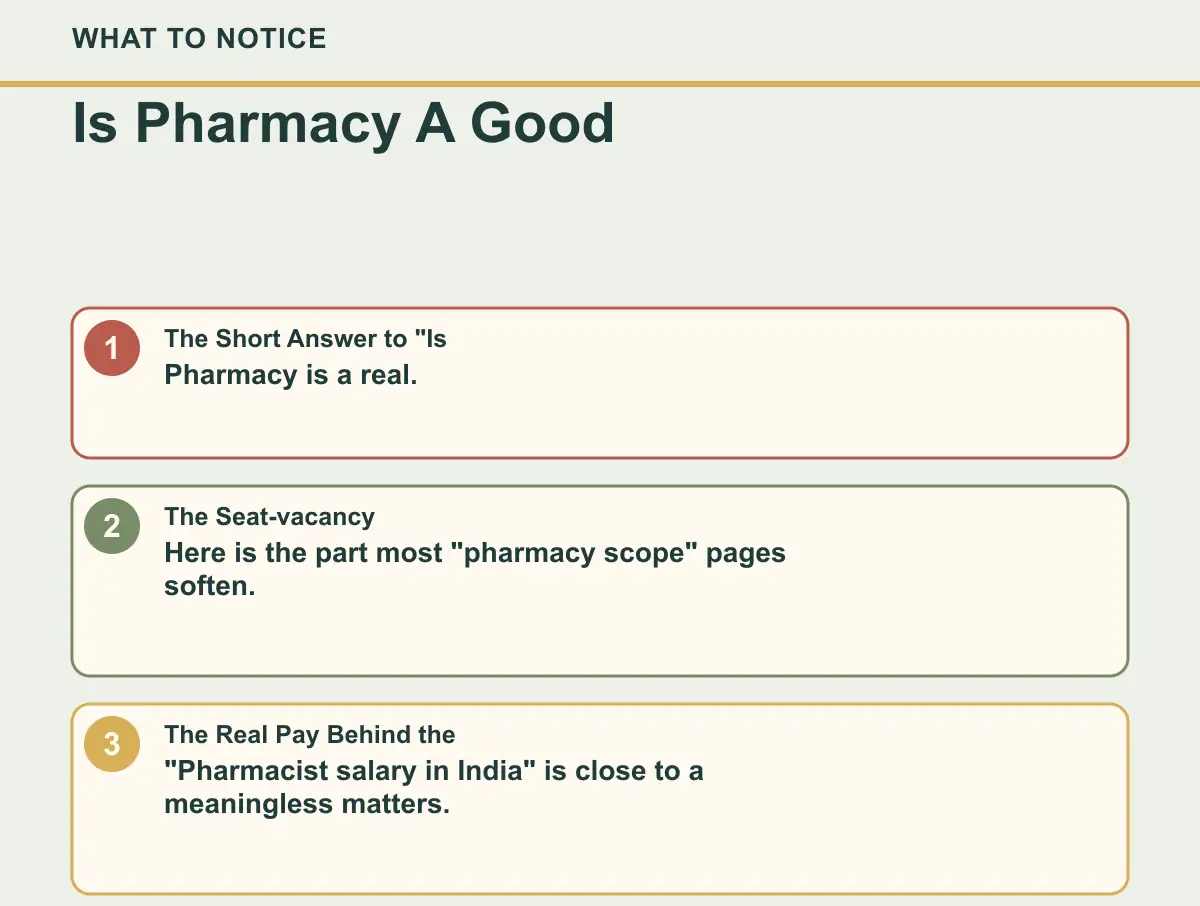 WHAT TO NOTICE
Is Pharmacy A Good
1
The Short Answer to "Is
Pharmacy is a real.
2
The Seat-vacancy
Here is the part most "pharmacy scope" pages
soften.
3
The Real Pay Behind the
"Pharmacist salary in India" is close to a
meaningless matters.